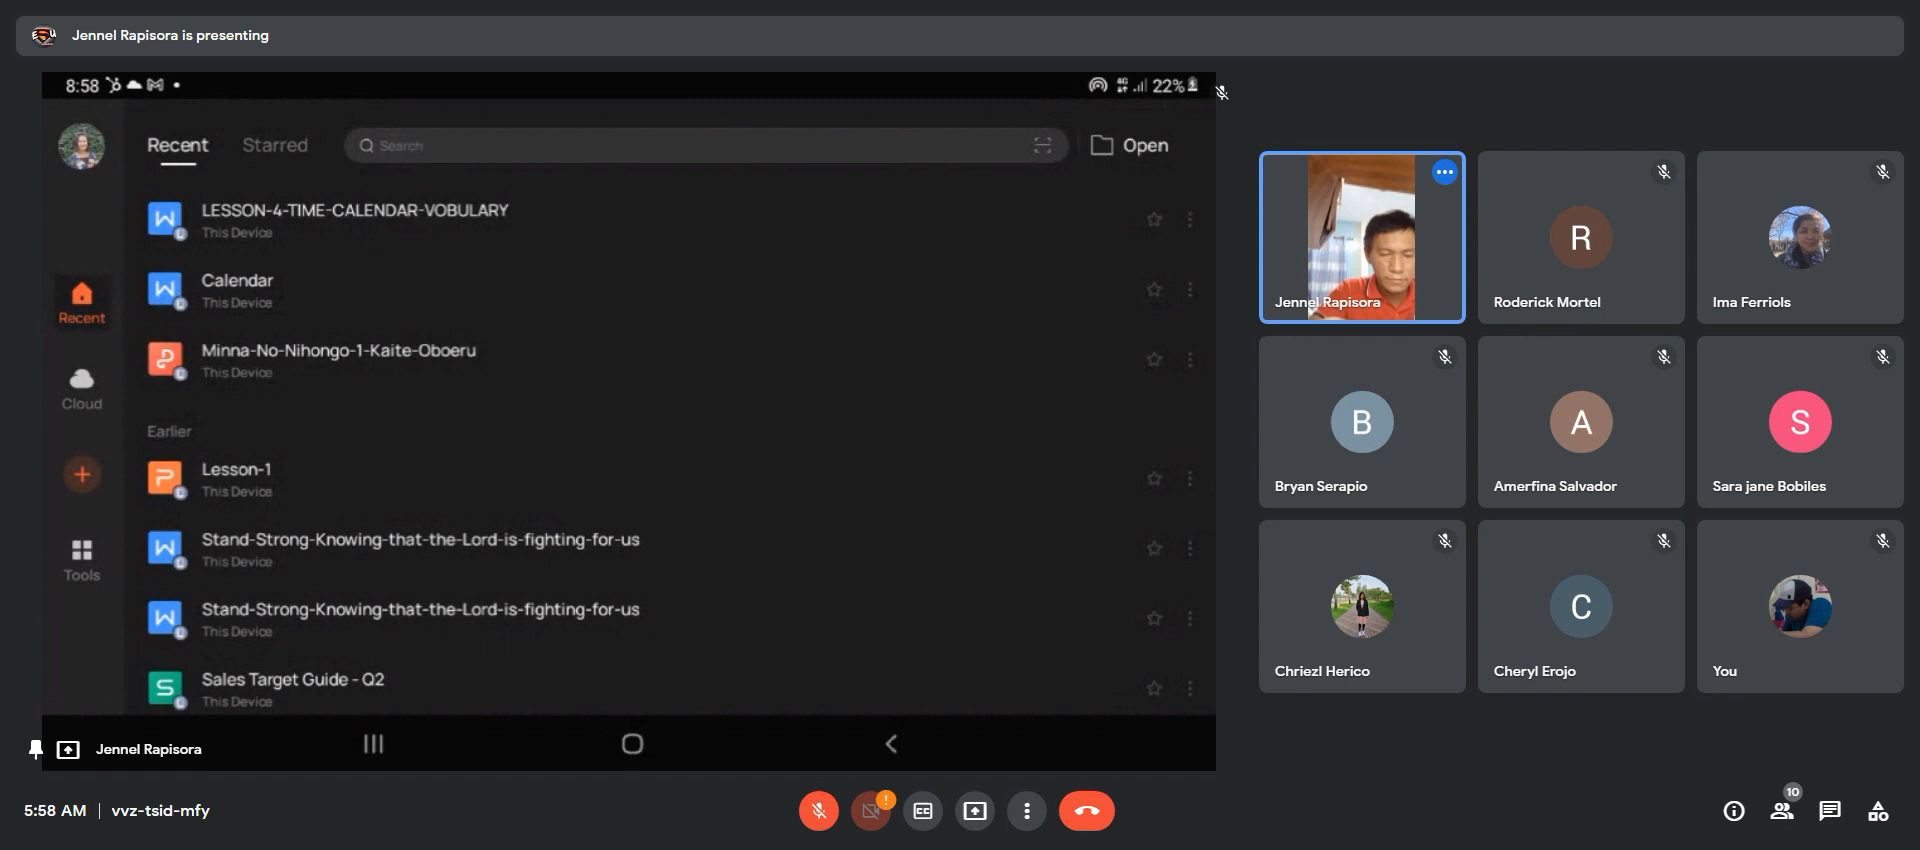 Jennel Rapisora is presenting
8:58
22%
Recent
Starred
Search
Open
LESSON-4-TIME-CALENDAR-VOBULARY
This Device
Calendar
This Device
Minna-No-Nihongo-1-Kaite-Oboeru
This Device
Earlier
Lesson-1
This Device
Stand-Strong-Knowing-that-the-Lord-is-fighting-for-us
This Device
Stand-Strong-Knowing-that-the-Lord-is-fighting-for-us
This Device
Sales Target Guide - Q2
This Device
Recent
Cloud
Tools
Jennel Rapisora
Jennel Rapisora
R
Roderick Mortel
Ima Ferriols
B
Bryan Serapio
A
Amerfina Salvador
S
Sara jane Bobiles
Chriezl Herico
C
Cheryl Erojo
You
5:58 AM | vvz-tsid-mfy
CC
10